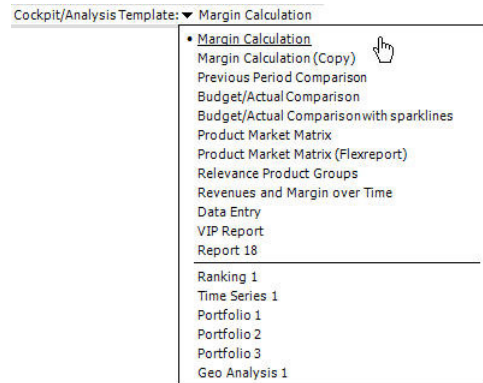 Cockpit/Analysis Template: ▼ Margin Calculation
• Margin Calculation
Margin Calculation (Copy)
Previous Period Comparison
Budget/Actual Comparison
Budget/Actual Comparison with sparklines
Product Market Matrix
Product Market Matrix (Flexreport)
Relevance Product Groups
Revenues and Margin over Time
Data Entry
VIP Report
Report 18
Ranking 1
Time Series 1
Portfolio 1
Portfolio 2
Portfolio 3
Geo Analysis 1